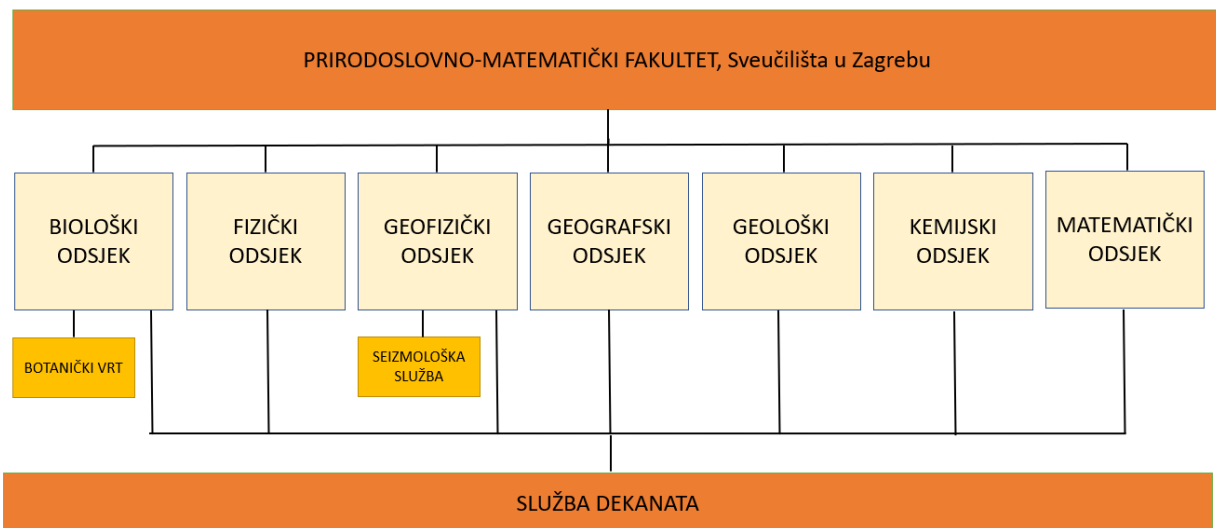 PRIRODOSLOVNO-MATEMATIČKI FAKULTET, Sveučilišta u Zagrebu
BIOLOŠKI
ODSJEK
FIZIČKI
ODSJEK
GEOFIZIČKI
ODSJEK
GEOGRAFSKI
ODSJEK
GEOLOŠKI
ODSJEK
KEMIJSKI
ODSJEK
MATEMATIČKI
ODSJEK
BOTANIČKI VRT
SEIZMOLOŠKA
SLUŽBA
SLUŽBA DEKANATA